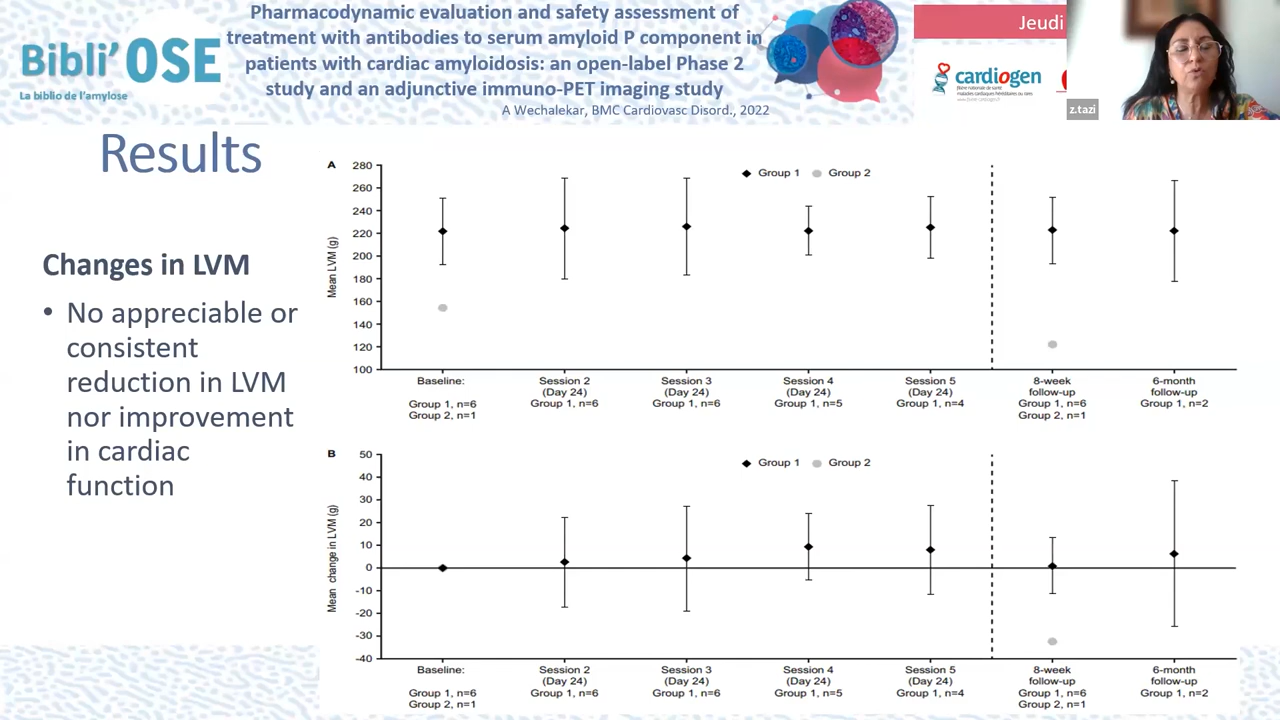 Bibli'OSE
La biblio de l'amylose
Pharmacodynamic evaluation and safety assessment of
treatment with antibodies to serum amyloid P component in
patients with cardiac amyloidosis: an open-label Phase 2
study and an adjunctive immuno-PET imaging study
A Wechalekar, BMC Cardiovasc Disord., 2022
Jeudi
cardiogen
z.tazi
Results
Changes in LVM
• No appreciable or
consistent
reduction in LVM
nor improvement
in cardiac
function
A
Group 1 Group 2
Mean LVM (g)
280
260
240
220
200
180
160
140
120
100
Baseline: Session 2 Session 3 Session 4 Session 5 8-week 6-month
(Day 24) (Day 24) (Day 24) (Day 24) follow-up follow-up
Group 1, n=6 Group 1, n=6 Group 1, n=6 Group 1, n=5 Group 1, n=4 Group 1, n=6 Group 1, n=2
Group 2, n=1 Group 2, n=1
B
Group 1 Group 2
Mean change in LVM (g)
50
40
30
20
10
0
-10
-20
-30
-40
Baseline: Session 2 Session 3 Session 4 Session 5 8-week 6-month
(Day 24) (Day 24) (Day 24) (Day 24) follow-up follow-up
Group 1, n=6 Group 1, n=6 Group 1, n=6 Group 1, n=5 Group 1, n=4 Group 1, n=6 Group 1, n=2
Group 2, n=1 Group 2, n=1